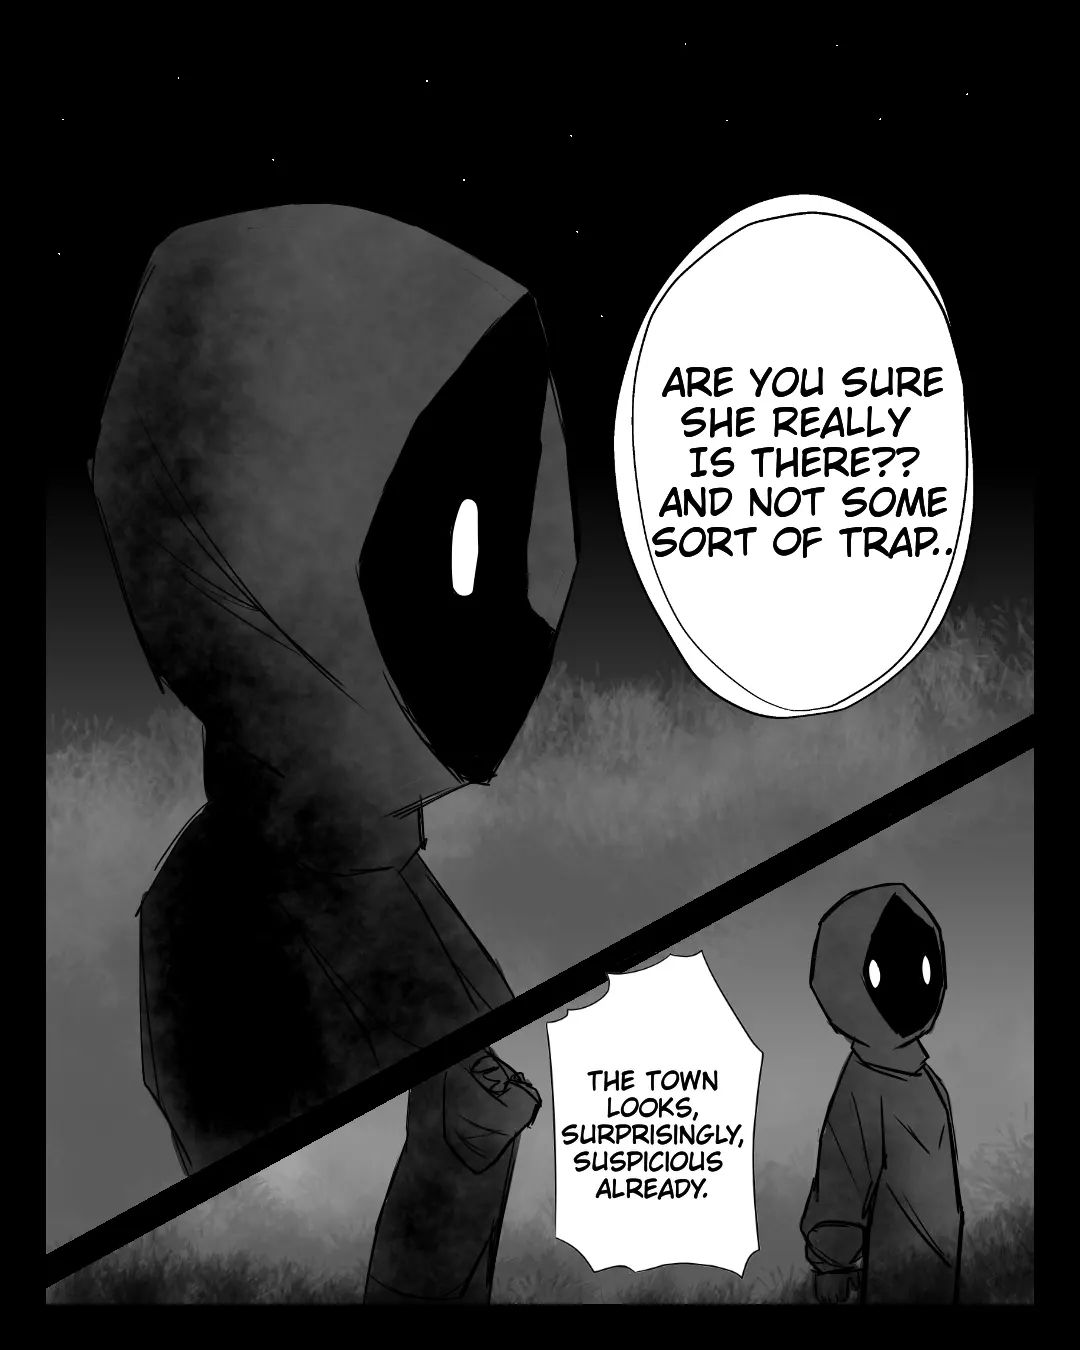 ARE YOU SURE
SHE REALLY
IS THERE??
AND NOT SOME
SORT OF TRAP..
THE TOWN
LOOKS,
SURPRISINGLY,
SUSPICIOUS
ALREADY.